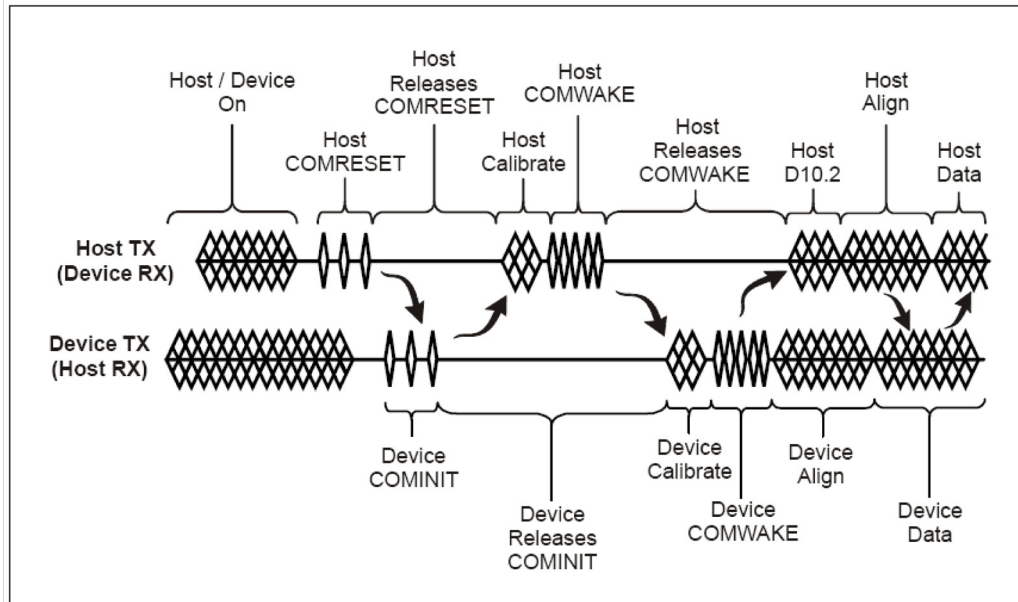 Host / Device
On
Host
COMRESET
Host
Releases
COMRESET
Host
Calibrate
Host
COMWAKE
Host
Releases
COMWAKE
Host
D10.2
Host
Align
Host
Data
Host TX
(Device RX)
Device TX
(Host RX)
Device
COMINIT
Device
Releases
COMINIT
Device
Calibrate
Device
COMWAKE
Device
Align
Device
Data